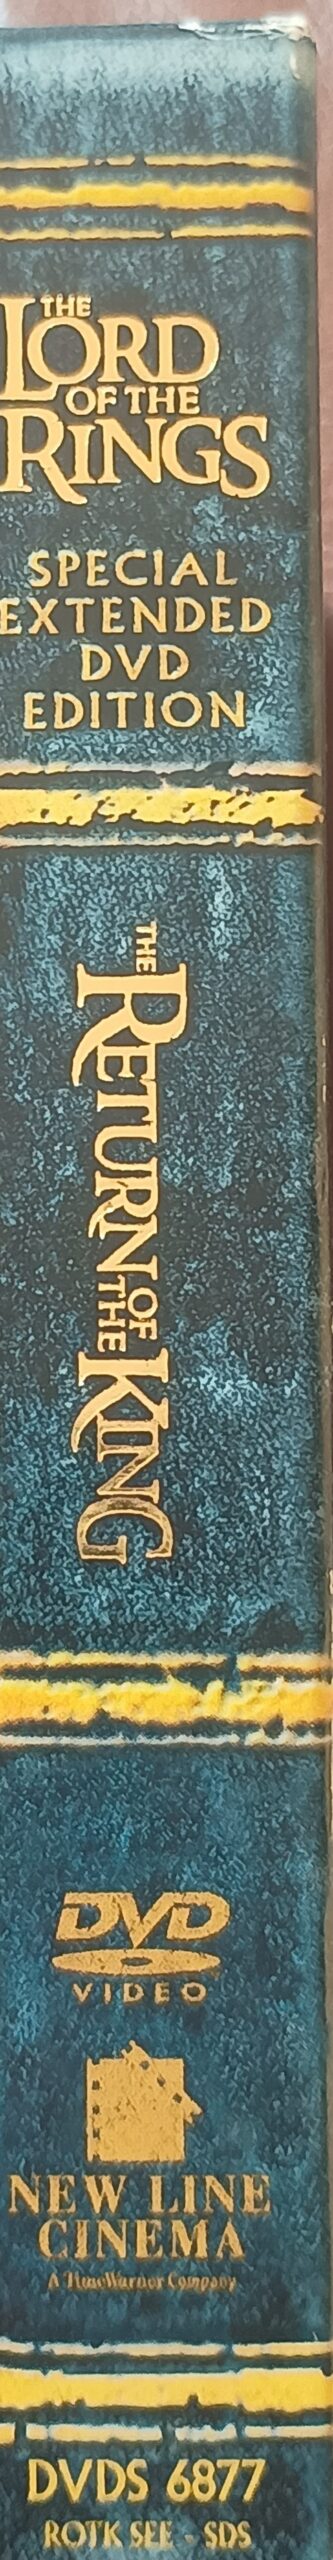 THE
LORD
OF THE
RINGS
SPECIAL
EXTENDED
DVD
EDITION
THE RETURN OF THE KING
DVD
VIDEO
NEW LINE
CINEMA
A TimeWarner Company
DVDS 6877
ROTK SEE - SDS